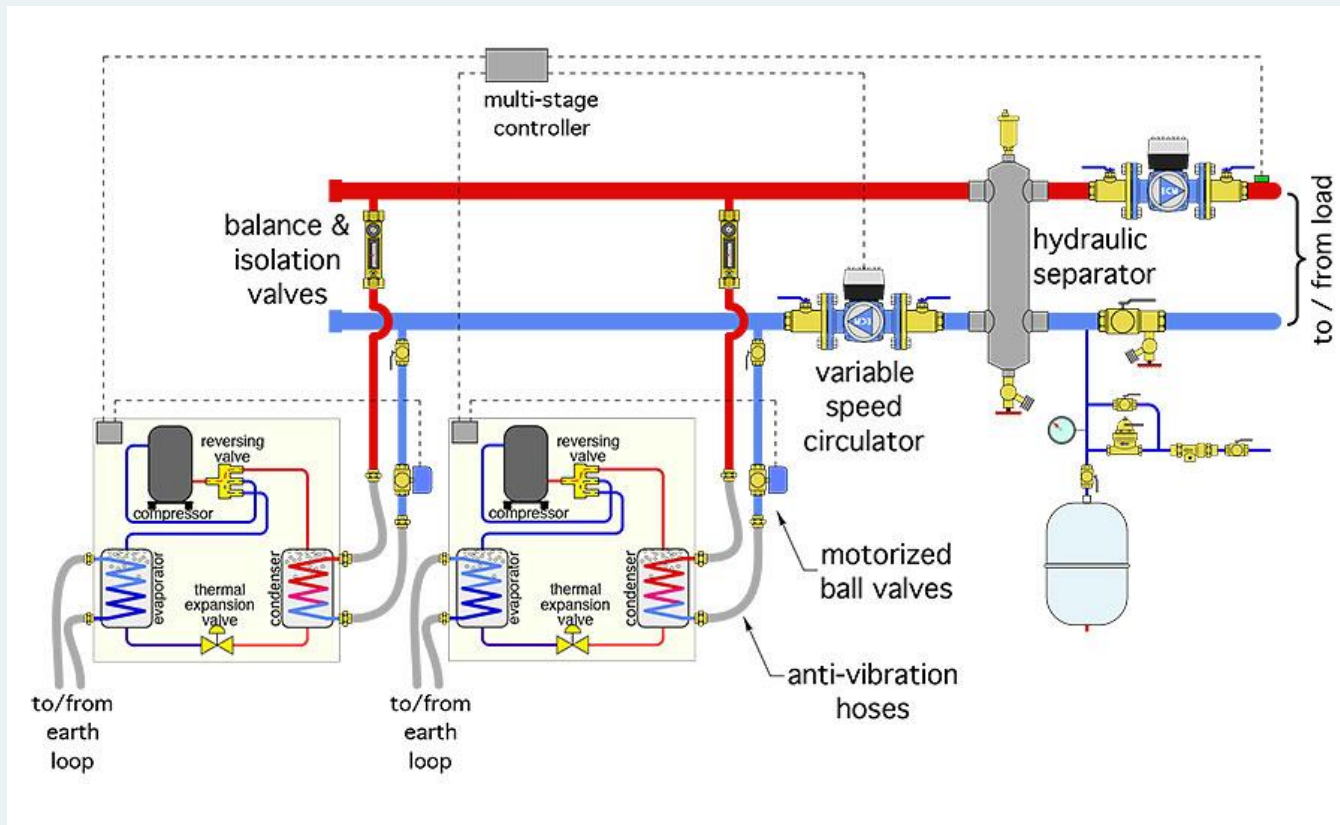 multi-stage
controller
balance &
isolation
valves
hydraulic
separator
to / from load
ECM
ECM
variable
speed
circulator
reversing
valve
compressor
evaporator
condenser
thermal
expansion
valve
to/from
earth
loop
reversing
valve
compressor
evaporator
condenser
thermal
expansion
valve
to/from
earth
loop
motorized
ball valves
anti-vibration
hoses